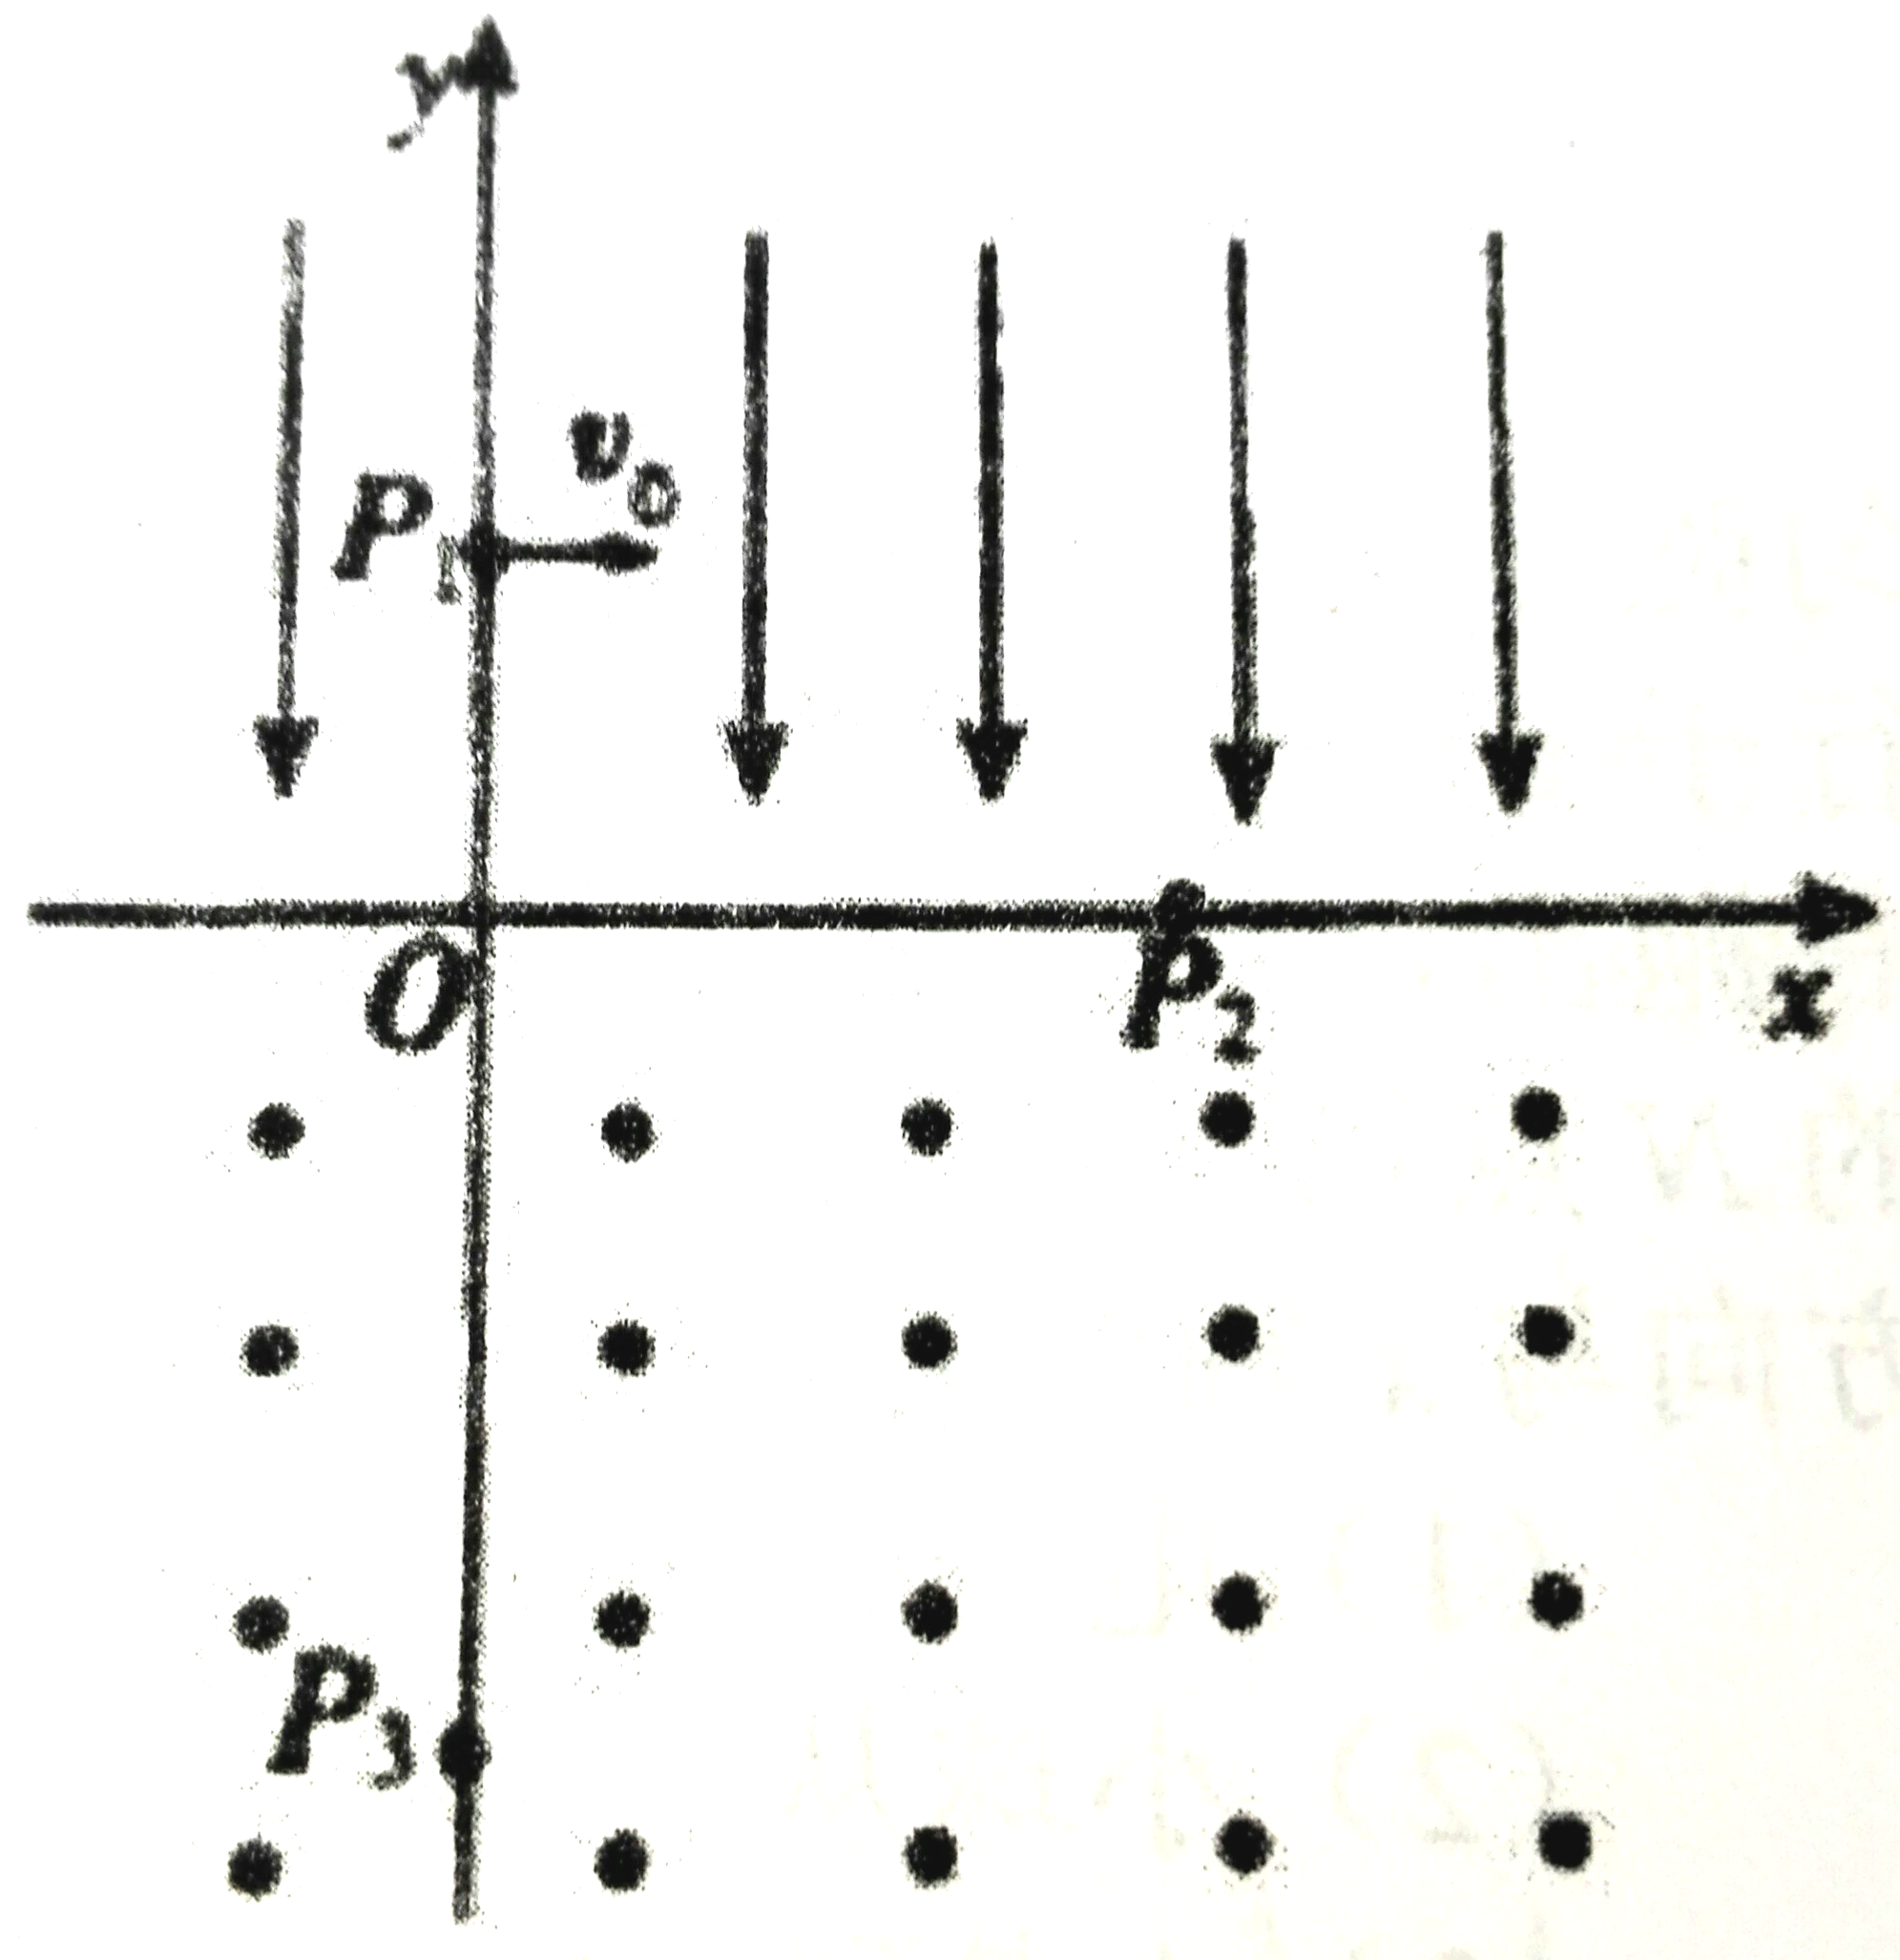 y
v₀
P₁
O
P₂
x
P₃